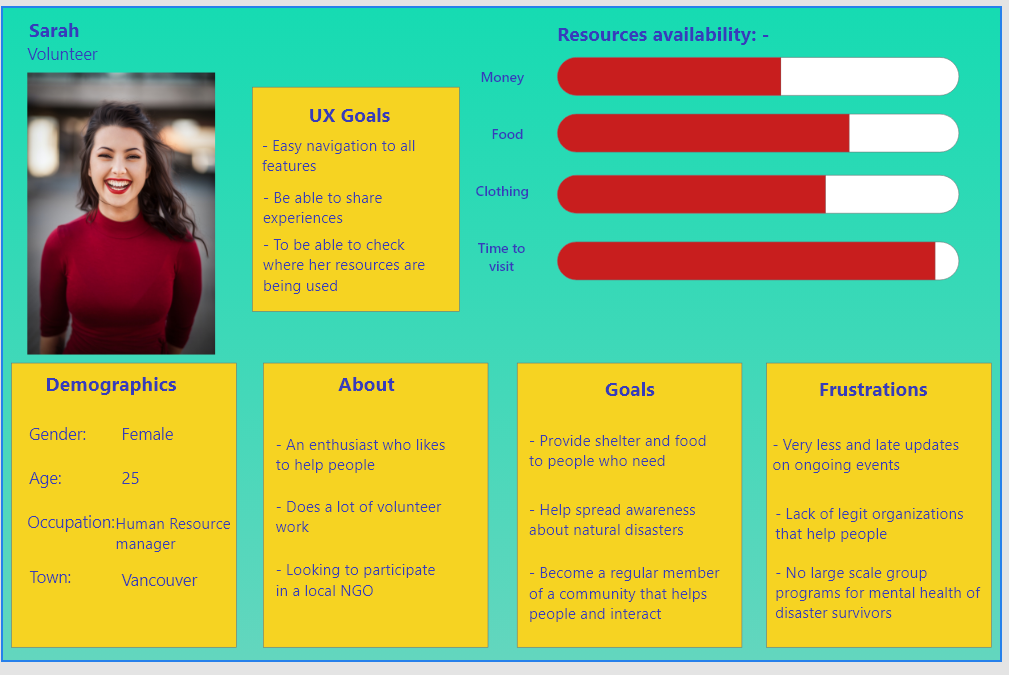 Sarah
Volunteer
Resources availability: -
Money
Food
Clothing
Time to
visit
UX Goals
- Easy navigation to all
features
- Be able to share
experiences
- To be able to check
where her resources are
being used
Demographics
Gender: Female
Age: 25
Occupation: Human Resource
manager
Town: Vancouver
About
- An enthusiast who likes
to help people
- Does a lot of volunteer
work
- Looking to participate
in a local NGO
Goals
- Provide shelter and food
to people who need
- Help spread awareness
about natural disasters
- Become a regular member
of a community that helps
people and interact
Frustrations
- Very less and late updates
on ongoing events
- Lack of legit organizations
that help people
- No large scale group
programs for mental health of
disaster survivors